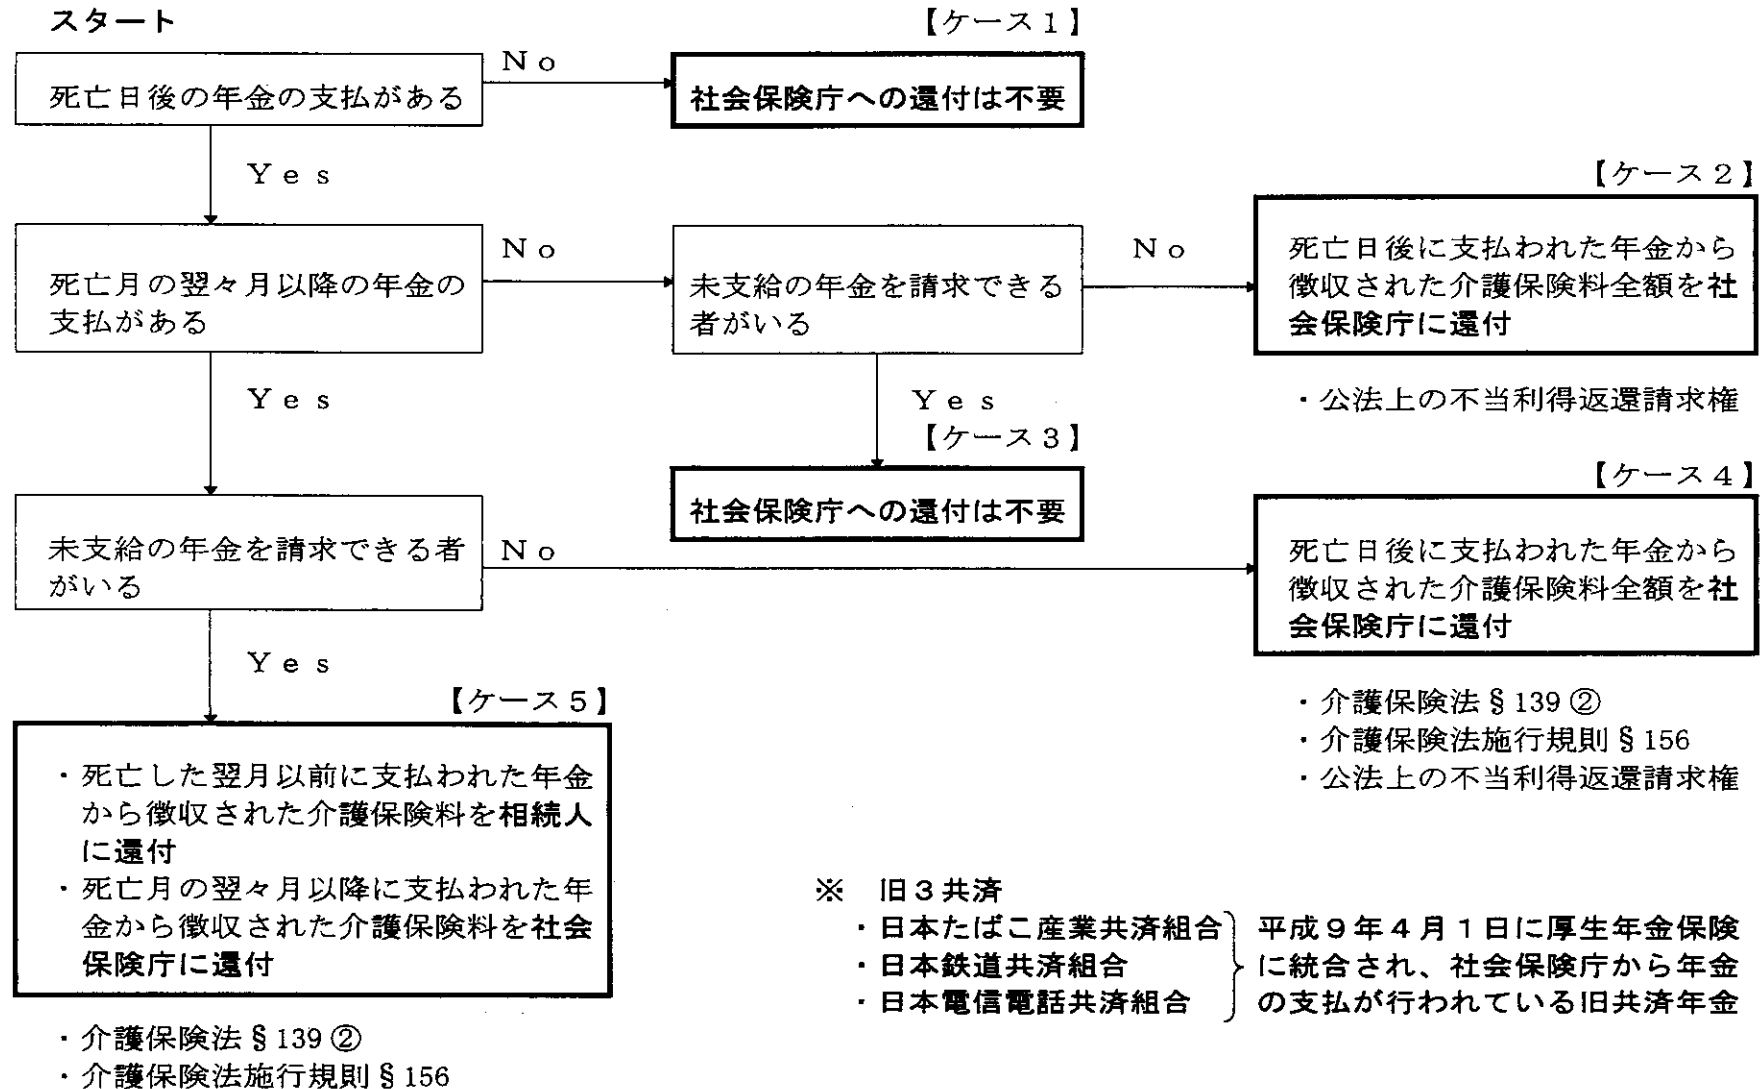 スタート
【ケース１】
死亡日後の年金の支払がある
Ｎｏ
社会保険庁への還付は不要
Ｙｅｓ
【ケース２】
死亡月の翌々月以降の年金の
支払がある
Ｎｏ
未支給の年金を請求できる
者がいる
Ｎｏ
死亡日後に支払われた年金から
徴収された介護保険料全額を社
会保険庁に還付
・公法上の不当利得返還請求権
Ｙｅｓ
Ｙｅｓ
【ケース３】
社会保険庁への還付は不要
【ケース４】
未支給の年金を請求できる者
がいる
Ｎｏ
死亡日後に支払われた年金から
徴収された介護保険料全額を社
会保険庁に還付
・介護保険法§139②
・介護保険法施行規則§156
・公法上の不当利得返還請求権
Ｙｅｓ
【ケース５】
・死亡した翌月以前に支払われた年金
から徴収された介護保険料を相続人
に還付
・死亡月の翌々月以降に支払われた年
金から徴収された介護保険料を社会
保険庁に還付
・介護保険法§139②
・介護保険法施行規則§156
※　旧３共済
・日本たばこ産業共済組合
・日本鉄道共済組合
・日本電信電話共済組合
平成９年４月１日に厚生年金保険
に統合され、社会保険庁から年金
の支払が行われている旧共済年金